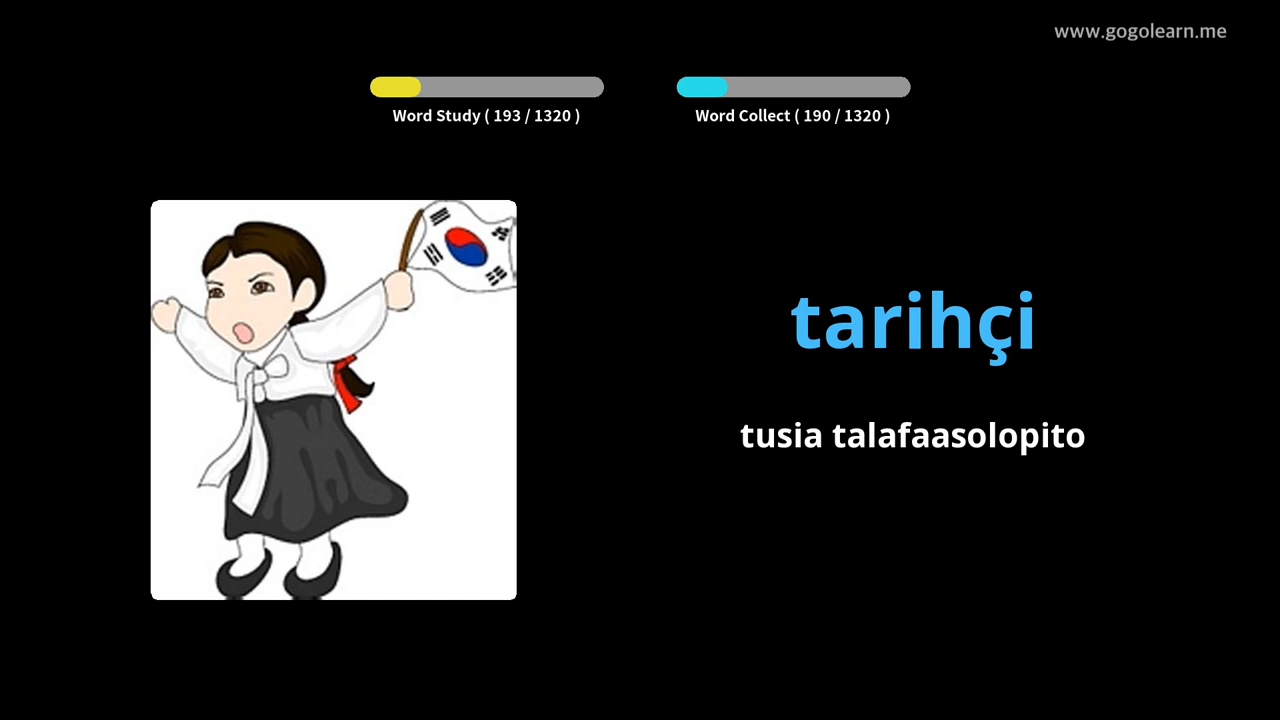 www.gogolearn.me
Word Study ( 193 / 1320 )
Word Collect ( 190 / 1320 )
tarihçi
tusia talafaasolopito